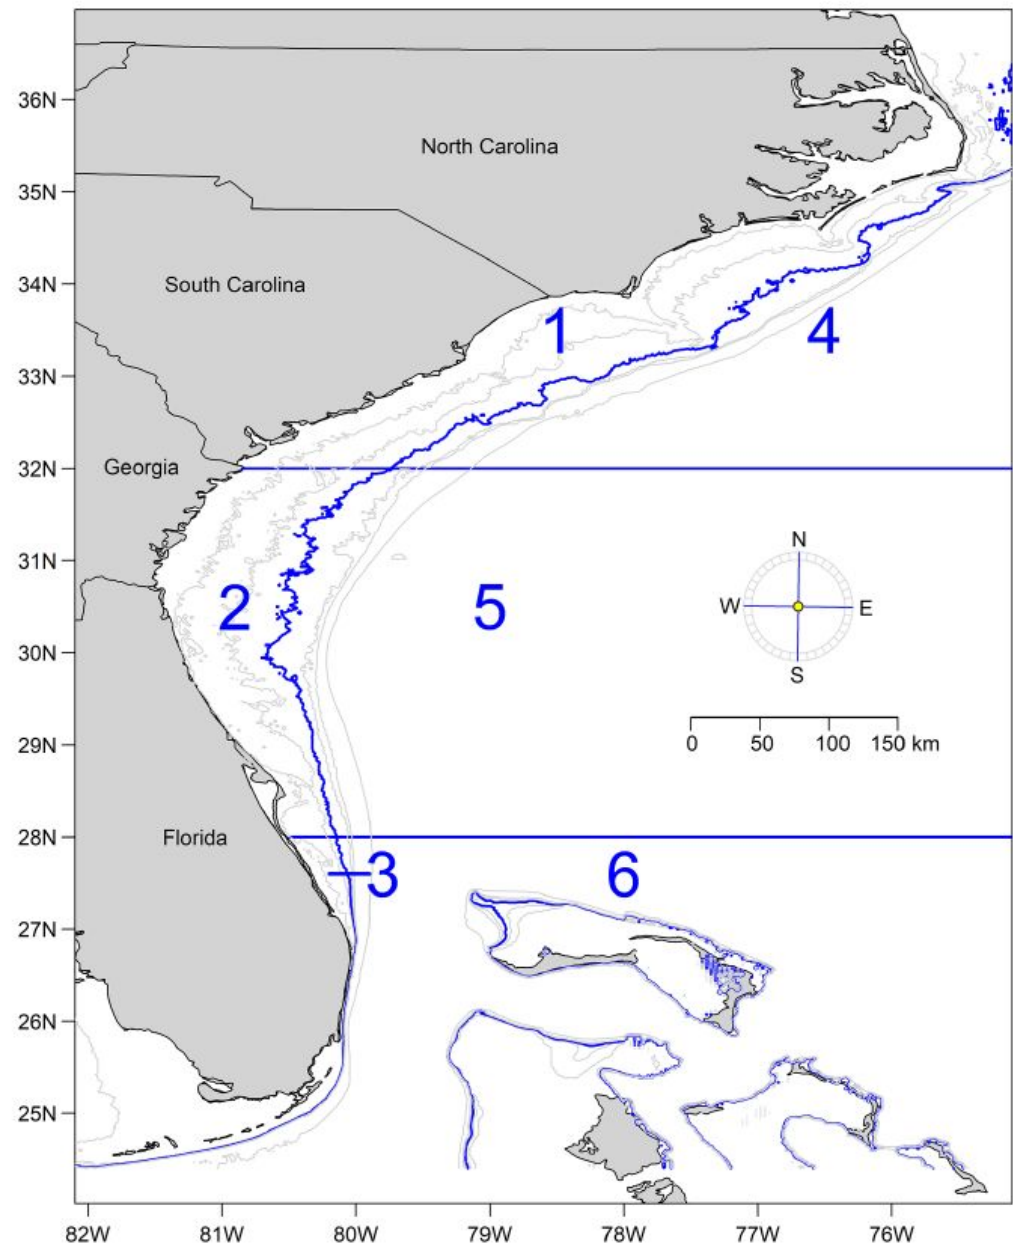 36N
North Carolina
35N
South Carolina
34N
1
4
33N
Georgia
32N
N
31N
2
5
W
E
30N
S
29N
0 50 100 150 km
Florida
28N
3
6
27N
26N
25N
82W 81W 80W 79W 78W 77W 76W